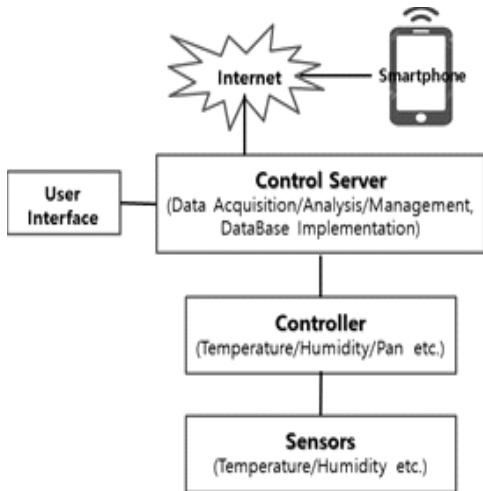 Internet
Smartphone
Control Server
(Data Acquisition/Analysis/Management,
DataBase Implementation)
User
Interface
Controller
(Temperature/Humidity/Pan etc.)
Sensors
(Temperature/Humidity etc.)